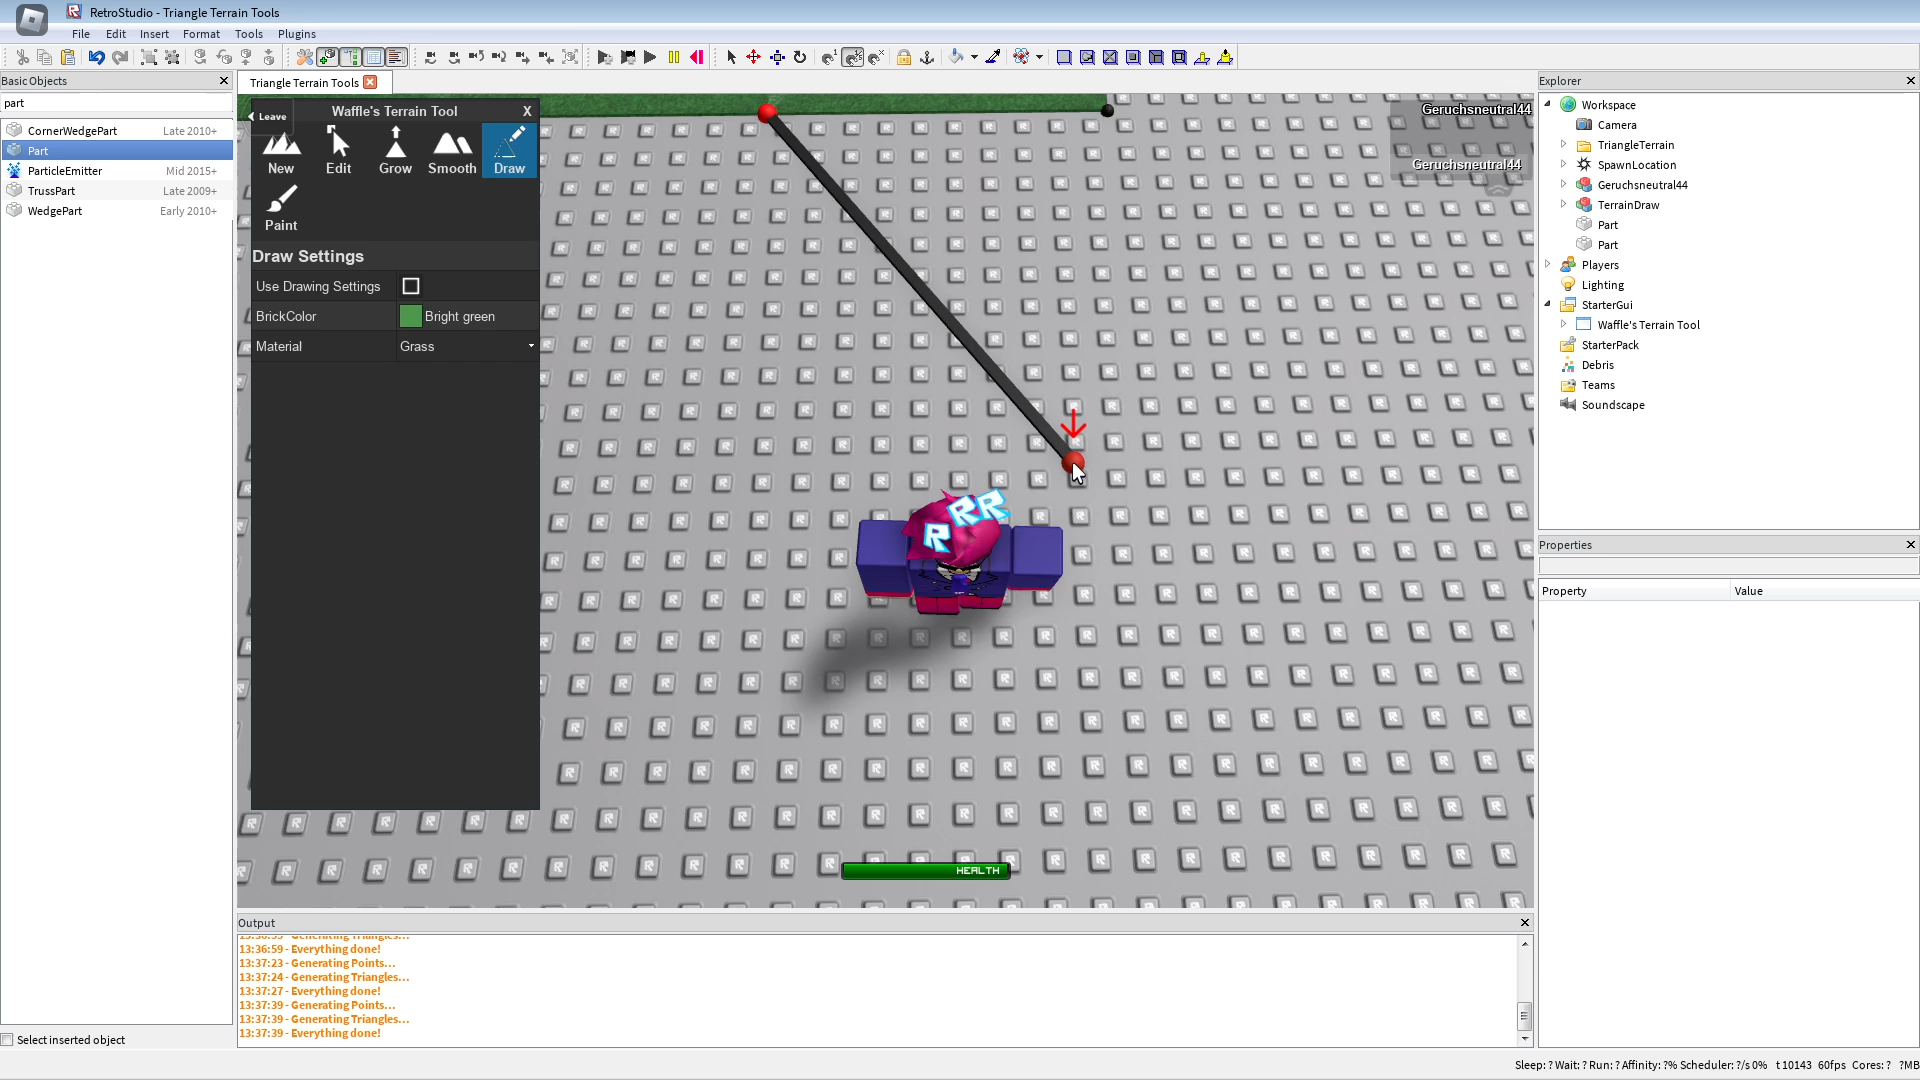 RetroStudio - Triangle Terrain Tools
File Edit Insert Format Tools Plugins
Basic Objects
part
CornerWedgePart Late 2010+
Part
ParticleEmitter Mid 2015+
TrussPart Late 2009+
WedgePart Early 2010+
Select inserted object
Triangle Terrain Tools
Leave
Waffle's Terrain Tool X
New Edit Grow Smooth Draw
Paint
Draw Settings
Use Drawing Settings
BrickColor Bright green
Material Grass
Geruchsneutral44
Geruchsneutral44
HEALTH
Output
13:36:59 - Generating Triangles...
13:36:59 - Everything done!
13:37:23 - Generating Points...
13:37:24 - Generating Triangles...
13:37:27 - Everything done!
13:37:39 - Generating Points...
13:37:39 - Generating Triangles...
13:37:39 - Everything done!
Explorer
Workspace
Camera
TriangleTerrain
SpawnLocation
Geruchsneutral44
TerrainDraw
Part
Part
Players
Lighting
StarterGui
Waffle's Terrain Tool
StarterPack
Debris
Teams
Soundscape
Properties
Property Value
Sleep: ? Wait: ? Run: ? Affinity: ?% Scheduler: ?/s 0% t 10143 60fps Cores: ? ?MB